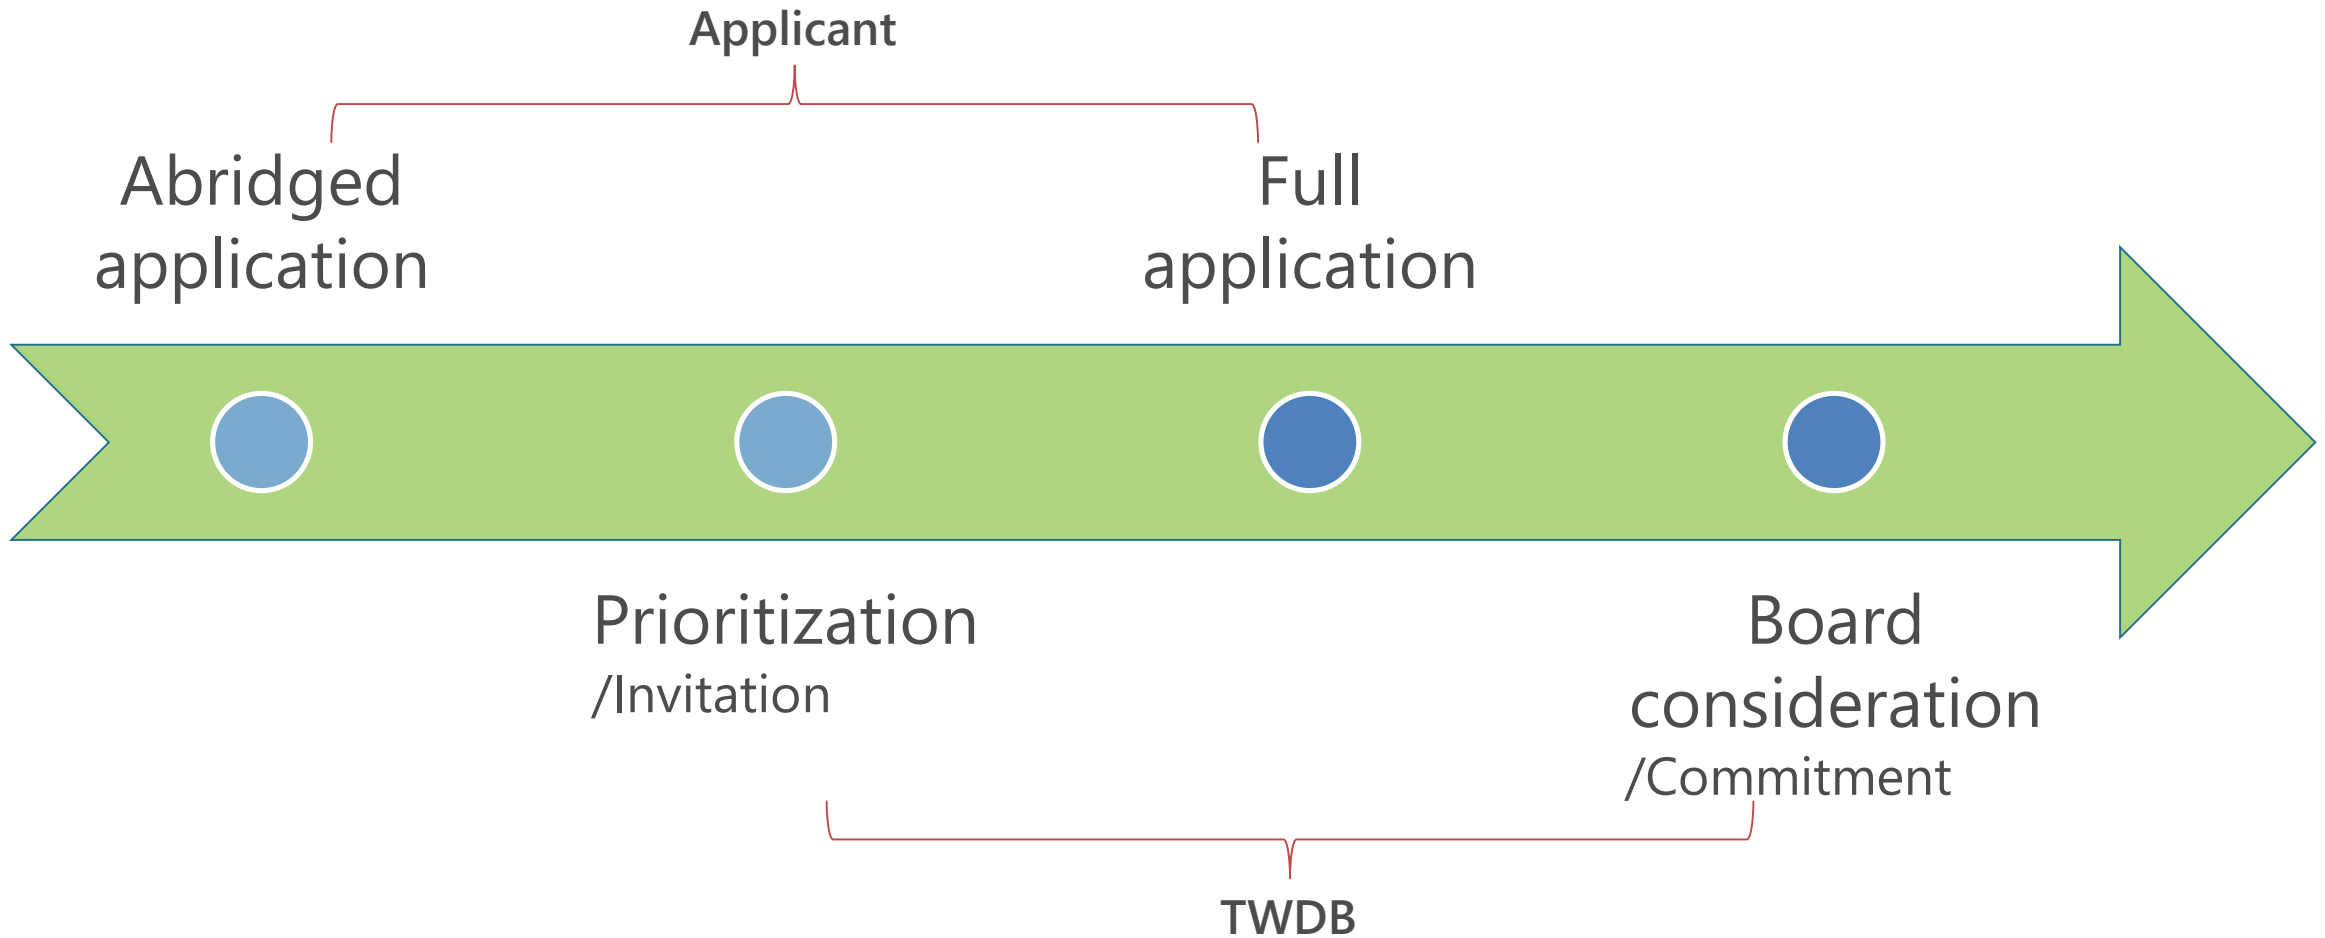 Applicant
Abridged
application
Full
application
Prioritization
/Invitation
Board
consideration
/Commitment
TWDB